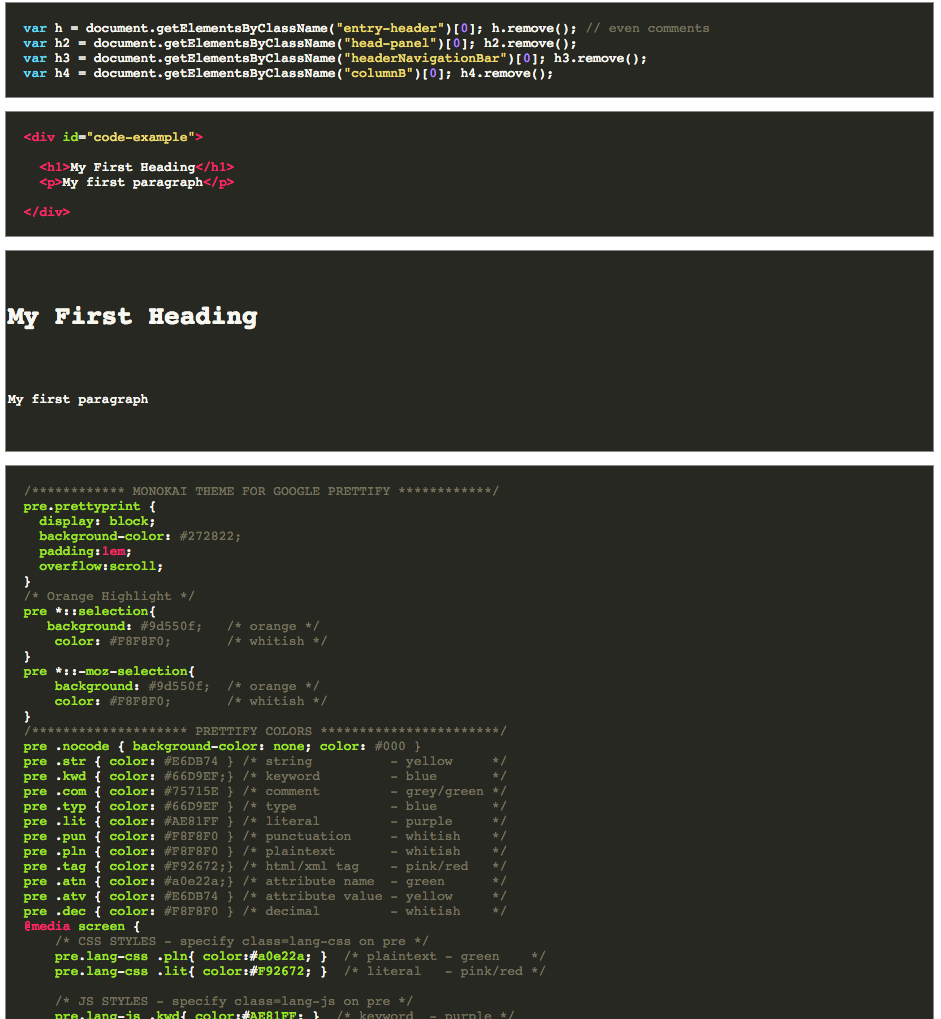 var h = document.getElementsByClassName("entry-header")[0]; h.remove(); // even comments
var h2 = document.getElementsByClassName("head-panel")[0]; h2.remove();
var h3 = document.getElementsByClassName("headerNavigationBar")[0]; h3.remove();
var h4 = document.getElementsByClassName("columnB")[0]; h4.remove();
<div id="code-example">
<h1>My First Heading</h1>
<p>My first paragraph</p>
</div>
My First Heading
My first paragraph
/************ MONOKAI THEME FOR GOOGLE PRETTIFY ************/
pre.prettyprint {
display: block;
background-color: #272822;
padding:1em;
overflow:scroll;
}
/* Orange Highlight */
pre *::selection{
background: #9d550f;   /* orange */
color: #F8F8F0;       /* whitish */
}
pre *::-moz-selection{
background: #9d550f;  /* orange */
color: #F8F8F0;       /* whitish */
}
/******************** PRETTIFY COLORS ***********************/
pre .nocode { background-color: none; color: #000 }
pre .str { color: #E6DB74 } /* string          - yellow     */
pre .kwd { color: #66D9EF;} /* keyword         - blue       */
pre .com { color: #75715E } /* comment         - grey/green */
pre .typ { color: #66D9EF } /* type            - blue       */
pre .lit { color: #AE81FF } /* literal         - purple     */
pre .pun { color: #F8F8F0 } /* punctuation     - whitish    */
pre .pln { color: #F8F8F0 } /* plaintext       - whitish    */
pre .tag { color: #F92672;} /* html/xml tag    - pink/red   */
pre .atn { color: #a0e22a;} /* attribute name  - green      */
pre .atv { color: #E6DB74 } /* attribute value - yellow     */
pre .dec { color: #F8F8F0 } /* decimal         - whitish    */
@media screen {
/* CSS STYLES - specify class=lang-css on pre */
pre.lang-css .pln{ color:#a0e22a; }  /* plaintext - green    */
pre.lang-css .lit{ color:#F92672; }  /* literal   - pink/red */
/* JS STYLES - specify class=lang-js on pre */
pre.lang-js .kwd{ color:#AE81FF; }  /* keyword  - purple */